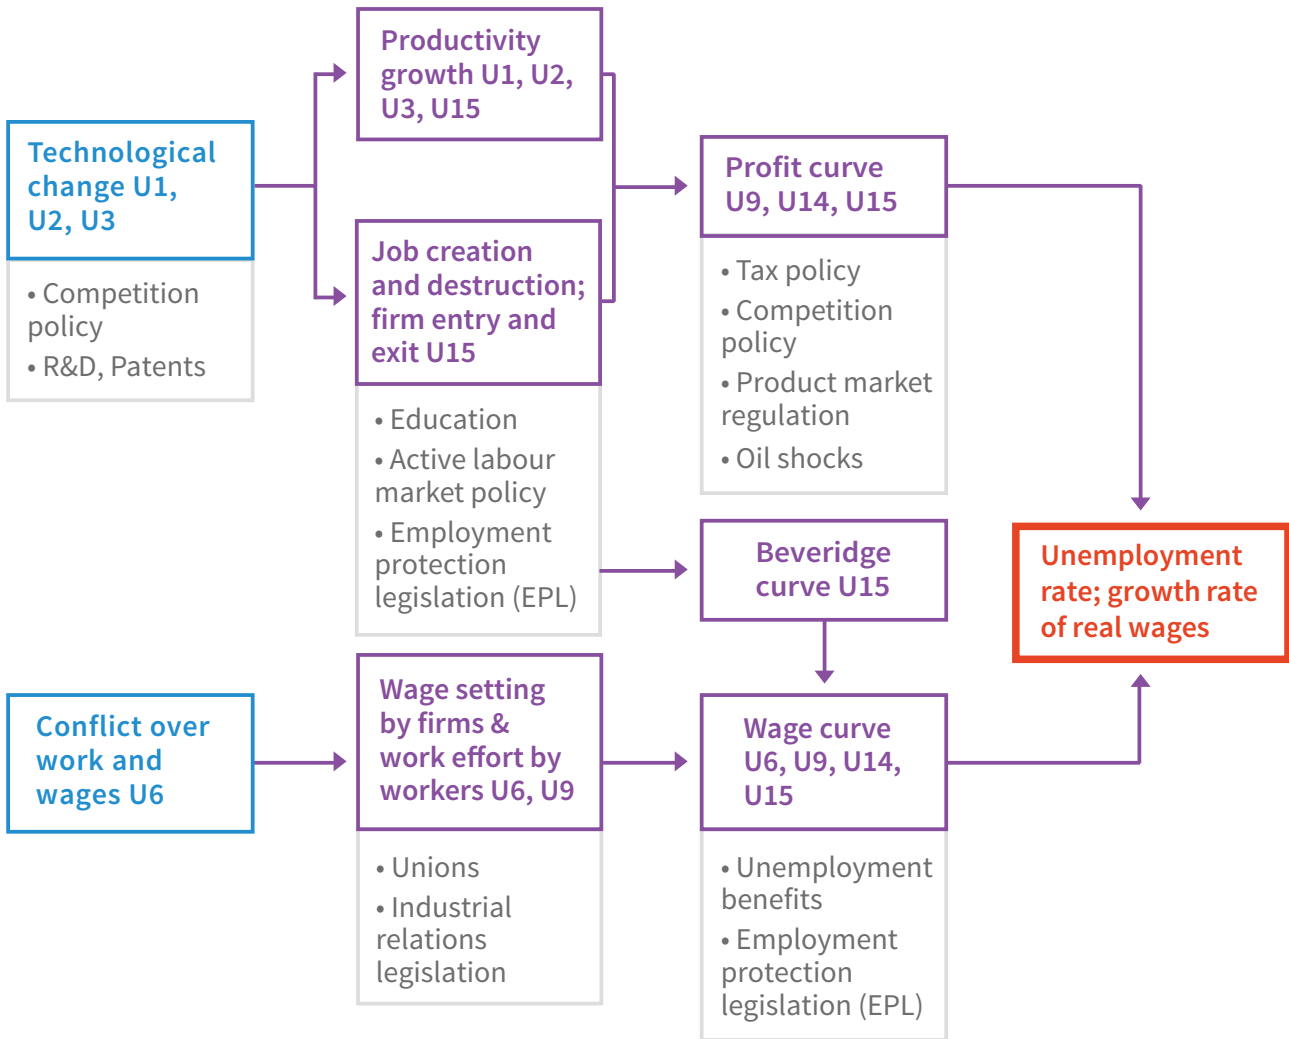 Productivity
growth U1, U2,
U3, U15
Technological
change U1,
U2, U3
• Competition
policy
• R&D, Patents
Job creation
and destruction;
firm entry and
exit U15
• Education
• Active labour
market policy
• Employment
protection
legislation (EPL)
Profit curve
U9, U14, U15
• Tax policy
• Competition
policy
• Product market
regulation
• Oil shocks
Beveridge
curve U15
Unemployment
rate; growth rate
of real wages
Conflict over
work and
wages U6
Wage setting
by firms &
work effort by
workers U6, U9
• Unions
• Industrial
relations
legislation
Wage curve
U6, U9, U14,
U15
• Unemployment
benefits
• Employment
protection
legislation (EPL)